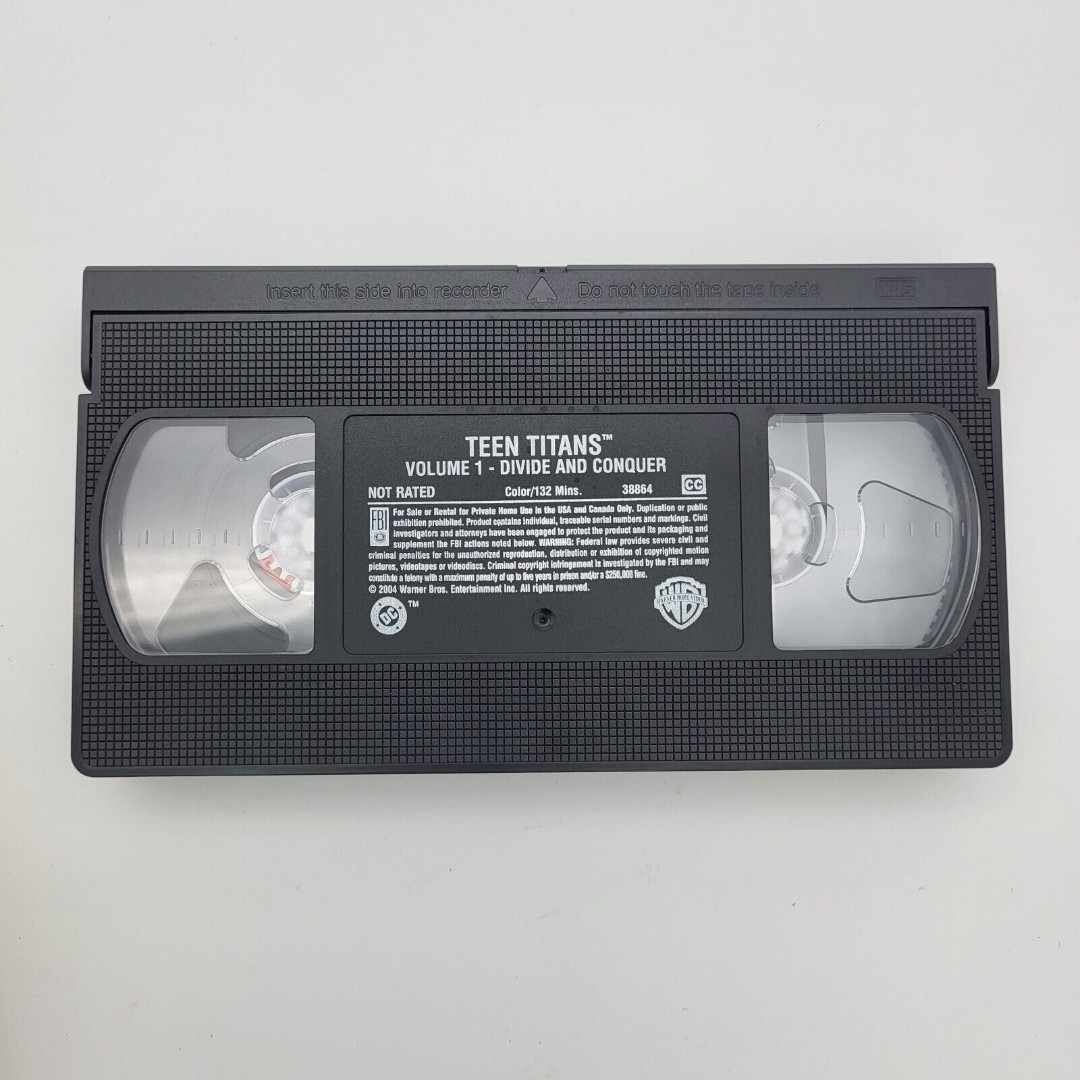 Insert this side into recorder Do not touch the tape inside VHS
TEEN TITANS™
VOLUME 1 - DIVIDE AND CONQUER
NOT RATED Color/132 Mins. 38864 CC
FBI For Sale or Rental for Private Home Use in the USA and Canada Only. Duplication or public
exhibition prohibited. Product contains individual, traceable serial numbers and markings. Civil
investigators and attorneys have been engaged to protect the product and its packaging and
supplement the FBI actions noted below. WARNING: Federal law provides severe civil and
criminal penalties for the unauthorized reproduction, distribution or exhibition of copyrighted motion
pictures, videotapes or videodiscs. Criminal copyright infringement is investigated by the FBI and may
constitute a felony with a maximum penalty of up to five years in prison and/or a $250,000 fine.
© 2004 Warner Bros. Entertainment Inc. All rights reserved.
DC ™ WB
WARNER HOME VIDEO